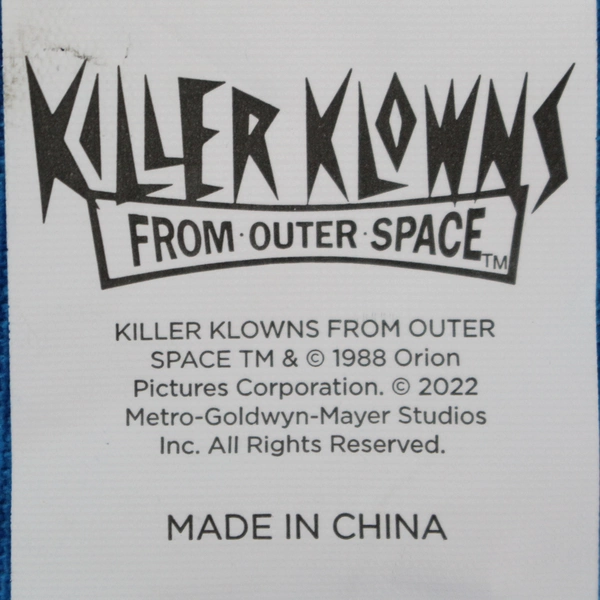 KILLER KLOWNS
FROM·OUTER·SPACE TM
KILLER KLOWNS FROM OUTER
SPACE TM & © 1988 Orion
Pictures Corporation. © 2022
Metro-Goldwyn-Mayer Studios
Inc. All Rights Reserved.
MADE IN CHINA